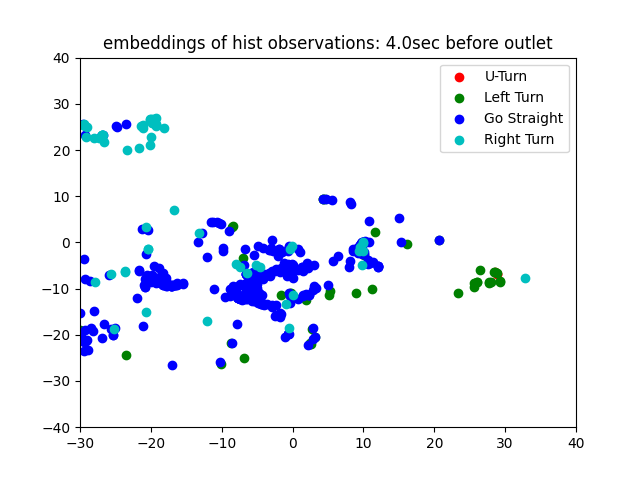 embeddings of hist observations: 4.0sec before outlet
U-Turn
Left Turn
Go Straight
Right Turn
40
30
20
10
0
−10
−20
−30
−40
−30 −20 −10 0 10 20 30 40